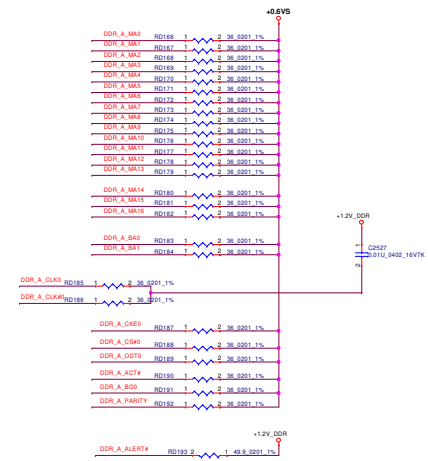 +0.6VS
DDR_A_MA0 RD166 1 2 36_0201_1%
DDR_A_MA1 RD167 1 2 36_0201_1%
DDR_A_MA2 RD168 1 2 36_0201_1%
DDR_A_MA3 RD169 1 2 36_0201_1%
DDR_A_MA4 RD170 1 2 36_0201_1%
DDR_A_MA5 RD171 1 2 36_0201_1%
DDR_A_MA6 RD172 1 2 36_0201_1%
DDR_A_MA7 RD173 1 2 36_0201_1%
DDR_A_MA8 RD174 1 2 36_0201_1%
DDR_A_MA9 RD175 1 2 36_0201_1%
DDR_A_MA10 RD176 1 2 36_0201_1%
DDR_A_MA11 RD177 1 2 36_0201_1%
DDR_A_MA12 RD178 1 2 36_0201_1%
DDR_A_MA13 RD179 1 2 36_0201_1%
DDR_A_MA14 RD180 1 2 36_0201_1%
DDR_A_MA15 RD181 1 2 36_0201_1%
DDR_A_MA16 RD182 1 2 36_0201_1%
+1.2V_DDR
DDR_A_BA0 RD183 1 2 36_0201_1%
DDR_A_BA1 RD184 1 2 36_0201_1%
1
C2527
0.01U_0402_16V7K
2
DDR_A_CLK0 RD185 1 2 36_0201_1%
DDR_A_CLK#0 RD186 1 2 36_0201_1%
DDR_A_CKE0 RD187 1 2 36_0201_1%
DDR_A_CS#0 RD188 1 2 36_0201_1%
DDR_A_ODT0 RD189 1 2 36_0201_1%
DDR_A_ACT# RD190 1 2 36_0201_1%
DDR_A_BG0 RD191 1 2 36_0201_1%
DDR_A_PARITY RD192 1 2 36_0201_1%
+1.2V_DDR
DDR_A_ALERT# RD193 2 1 49.9_0201_1%